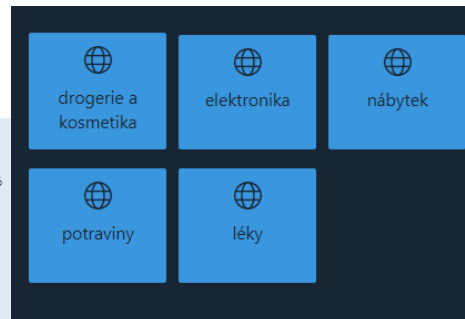 drogerie a
kosmetika
elektronika
nábytek
potraviny
léky